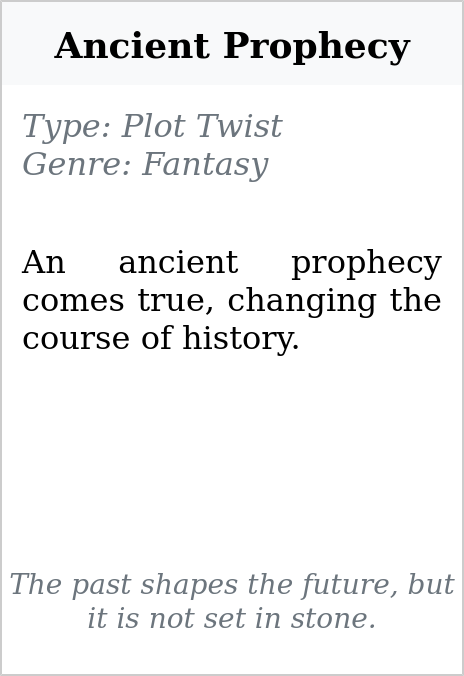 Ancient Prophecy
Type: Plot Twist
Genre: Fantasy
An ancient prophecy
comes true, changing the
course of history.
The past shapes the future, but
it is not set in stone.